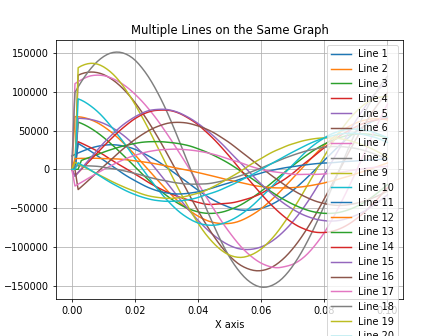 Multiple Lines on the Same Graph
150000
100000
50000
0
−50000
−100000
−150000
0.00
0.02
0.04
0.06
0.08
0.10
X axis
Line 1
Line 2
Line 3
Line 4
Line 5
Line 6
Line 7
Line 8
Line 9
Line 10
Line 11
Line 12
Line 13
Line 14
Line 15
Line 16
Line 17
Line 18
Line 19
Line 20